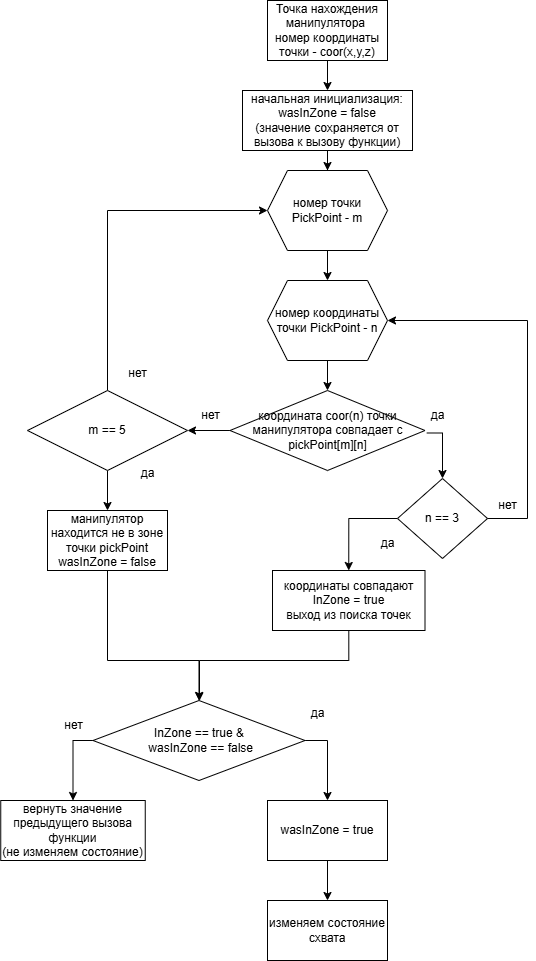 Точка нахождения
манипулятора
номер координаты
точки - coor(x,y,z)
начальная инициализация:
wasInZone = false
(значение сохраняется от
вызова к вызову функции)
номер точки
PickPoint - m
номер координаты
точки PickPoint - n
нет
m == 5
нет
координата coor(n) точки
манипулятора совпадает с
pickPoint[m][n]
да
да
n == 3
нет
да
манипулятор
находится не в зоне
точки pickPoint
wasInZone = false
координаты совпадают
InZone = true
выход из поиска точек
нет
InZone == true &
wasInZone == false
да
вернуть значение
предыдущего вызова
функции
(не изменяем состояние)
wasInZone = true
изменяем состояние
схвата